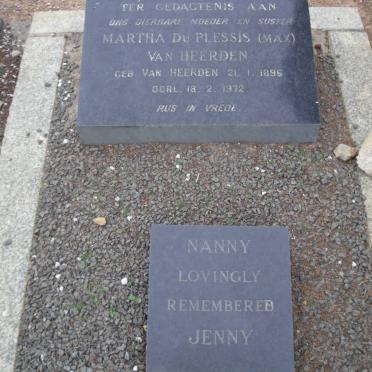 TER GEDAGTENIS AAN
ONS DIERBARE MOEDER EN SUSTER
MARTHA DU PLESSIS (MAX)
VAN HEERDEN
GEB. VAN HEERDEN 21. 1. 1896
OORL. 18. 2. 1972
RUS IN VREDE.
NANNY
LOVINGLY
REMEMBERED
JENNY